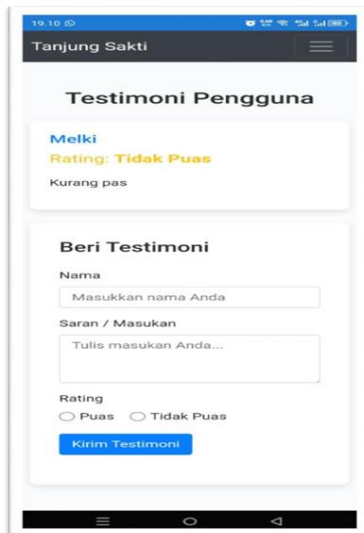 19.10
Tanjung Sakti
Testimoni Pengguna
Melki
Rating: Tidak Puas
Kurang pas
Beri Testimoni
Nama
Masukkan nama Anda
Saran / Masukan
Tulis masukan Anda...
Rating
Puas Tidak Puas
Kirim Testimoni